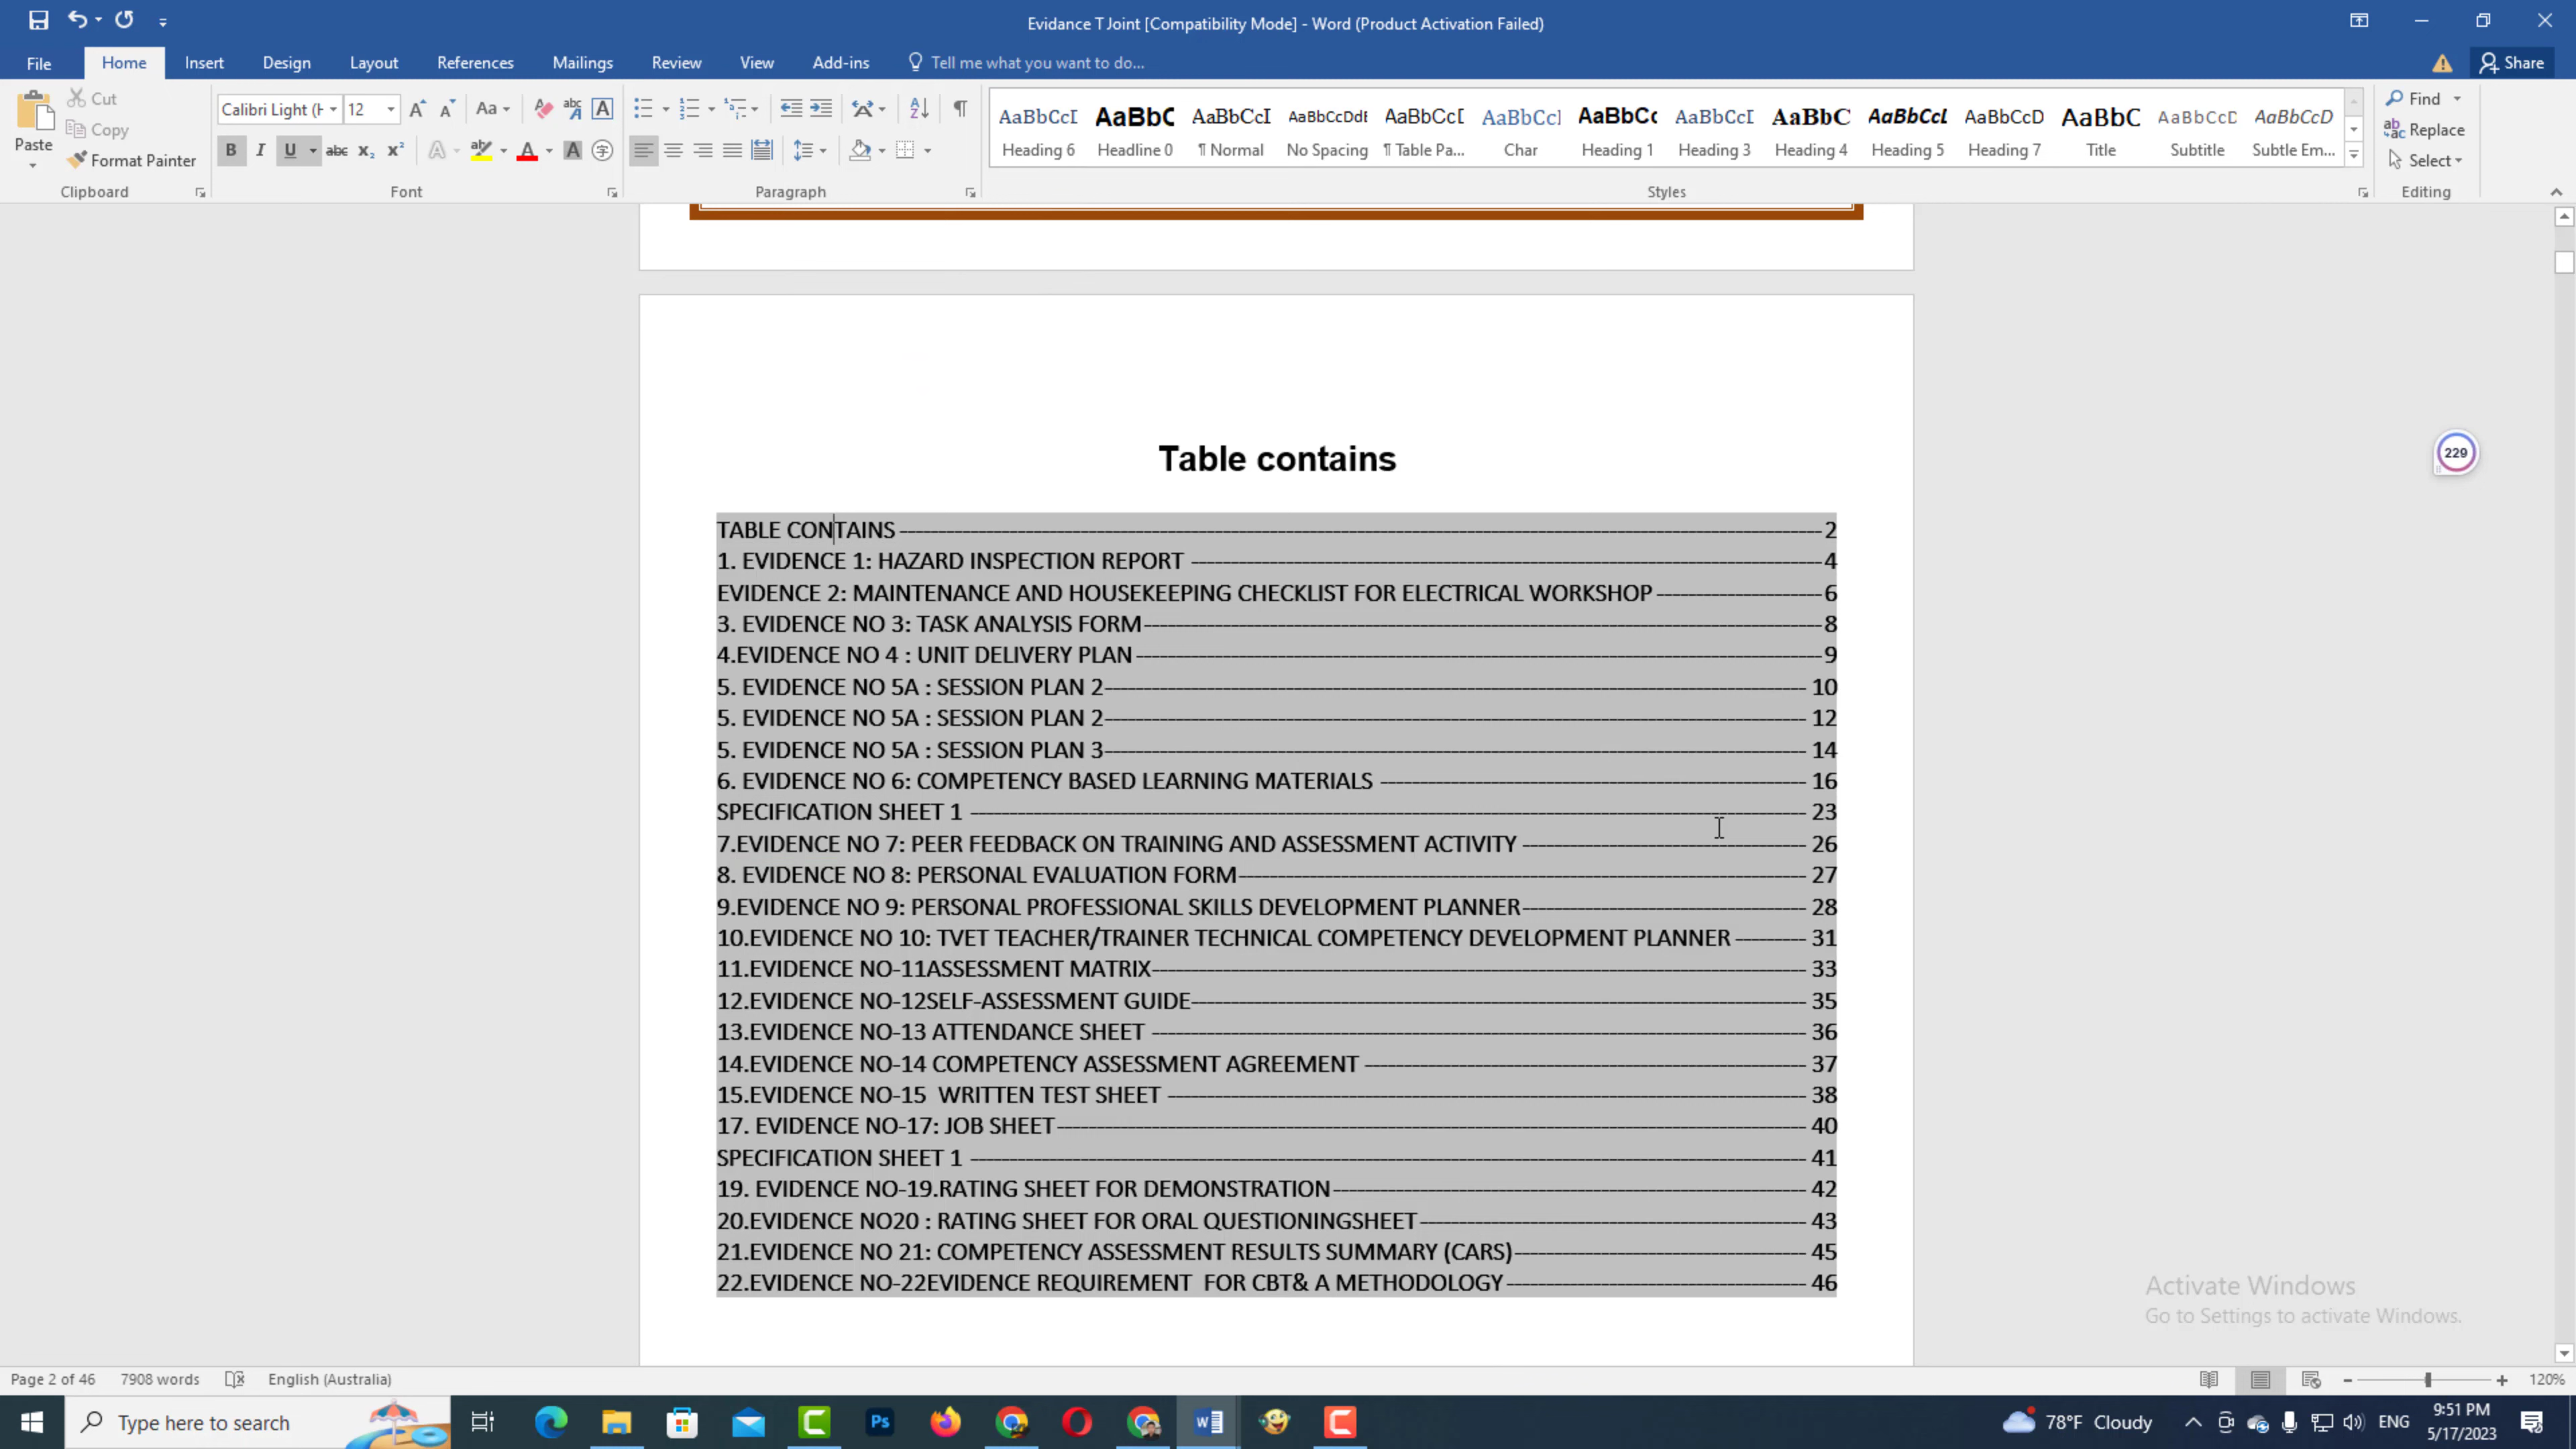 Evidance T Joint [Compatibility Mode] - Word (Product Activation Failed)
File Home Insert Design Layout References Mailings Review View Add-ins Tell me what you want to do... Share
Cut
Copy
Paste
Format Painter
Clipboard
Calibri Light (H 12
Font
Paragraph
AaBbCcI AaBbC AaBbCcI AaBbCcDdE AaBbCcI AaBbCcI AaBbCc AaBbCcI AaBbC AaBbCcL AaBbCcD AaBbC AaBbCcD AaBbCcD
Heading 6 Headline 0 ¶ Normal No Spacing ¶ Table Pa... Char Heading 1 Heading 3 Heading 4 Heading 5 Heading 7 Title Subtitle Subtle Em...
Styles
Find
Replace
Select
Editing
229
Table contains
TABLE CONTAINS 2
1. EVIDENCE 1: HAZARD INSPECTION REPORT 4
EVIDENCE 2: MAINTENANCE AND HOUSEKEEPING CHECKLIST FOR ELECTRICAL WORKSHOP 6
3. EVIDENCE NO 3: TASK ANALYSIS FORM 8
4.EVIDENCE NO 4 : UNIT DELIVERY PLAN 9
5. EVIDENCE NO 5A : SESSION PLAN 2 10
5. EVIDENCE NO 5A : SESSION PLAN 2 12
5. EVIDENCE NO 5A : SESSION PLAN 3 14
6. EVIDENCE NO 6: COMPETENCY BASED LEARNING MATERIALS 16
SPECIFICATION SHEET 1 23
7.EVIDENCE NO 7: PEER FEEDBACK ON TRAINING AND ASSESSMENT ACTIVITY 26
8. EVIDENCE NO 8: PERSONAL EVALUATION FORM 27
9.EVIDENCE NO 9: PERSONAL PROFESSIONAL SKILLS DEVELOPMENT PLANNER 28
10.EVIDENCE NO 10: TVET TEACHER/TRAINER TECHNICAL COMPETENCY DEVELOPMENT PLANNER 31
11.EVIDENCE NO-11ASSESSMENT MATRIX 33
12.EVIDENCE NO-12SELF-ASSESSMENT GUIDE 35
13.EVIDENCE NO-13 ATTENDANCE SHEET 36
14.EVIDENCE NO-14 COMPETENCY ASSESSMENT AGREEMENT 37
15.EVIDENCE NO-15 WRITTEN TEST SHEET 38
17. EVIDENCE NO-17: JOB SHEET 40
SPECIFICATION SHEET 1 41
19. EVIDENCE NO-19.RATING SHEET FOR DEMONSTRATION 42
20.EVIDENCE NO20 : RATING SHEET FOR ORAL QUESTIONINGSHEET 43
21.EVIDENCE NO 21: COMPETENCY ASSESSMENT RESULTS SUMMARY (CARS) 45
22.EVIDENCE NO-22EVIDENCE REQUIREMENT FOR CBT& A METHODOLOGY 46
Activate Windows
Go to Settings to activate Windows.
Page 2 of 46 7908 words English (Australia) 120%
Type here to search
78°F Cloudy ENG 9:51 PM
5/17/2023